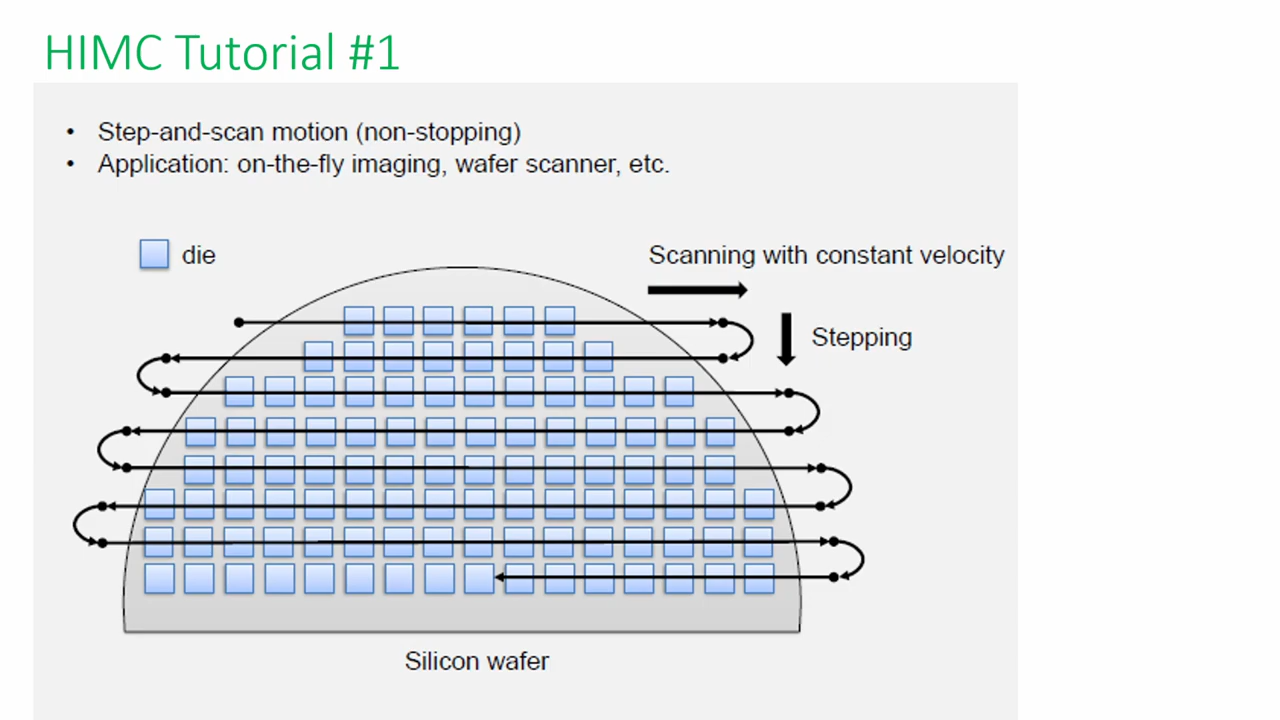 HIMC Tutorial #1
• Step-and-scan motion (non-stopping)
• Application: on-the-fly imaging, wafer scanner, etc.
die
Scanning with constant velocity
Stepping
Silicon wafer